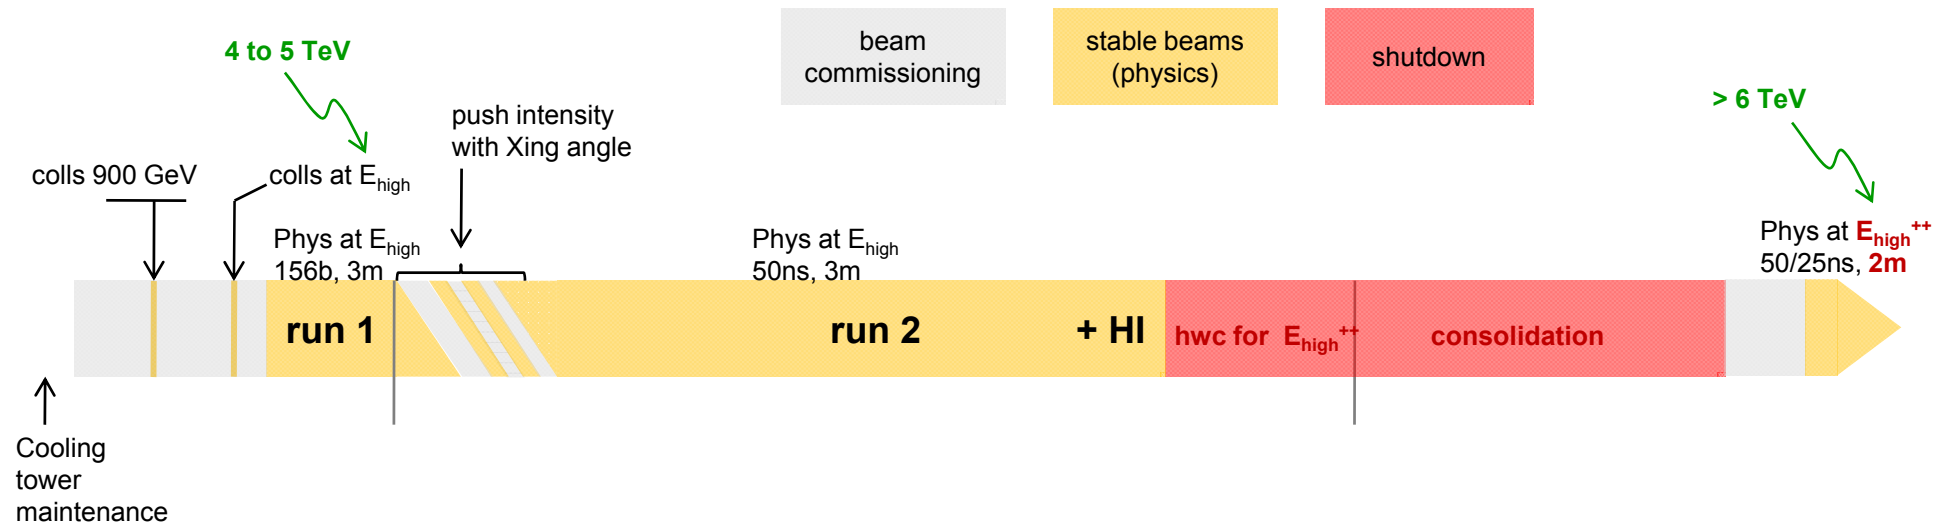 4 to 5 TeV
beam
commissioning
stable beams
(physics)
shutdown
> 6 TeV
push intensity
with Xing angle
colls 900 GeV
colls at Ehigh
Phys at Ehigh
156b, 3m
Phys at Ehigh
50ns, 3m
Phys at Ehigh++
50/25ns, 2m
run 1
run 2
+ HI
hwc for Ehigh++
consolidation
Cooling
tower
maintenance